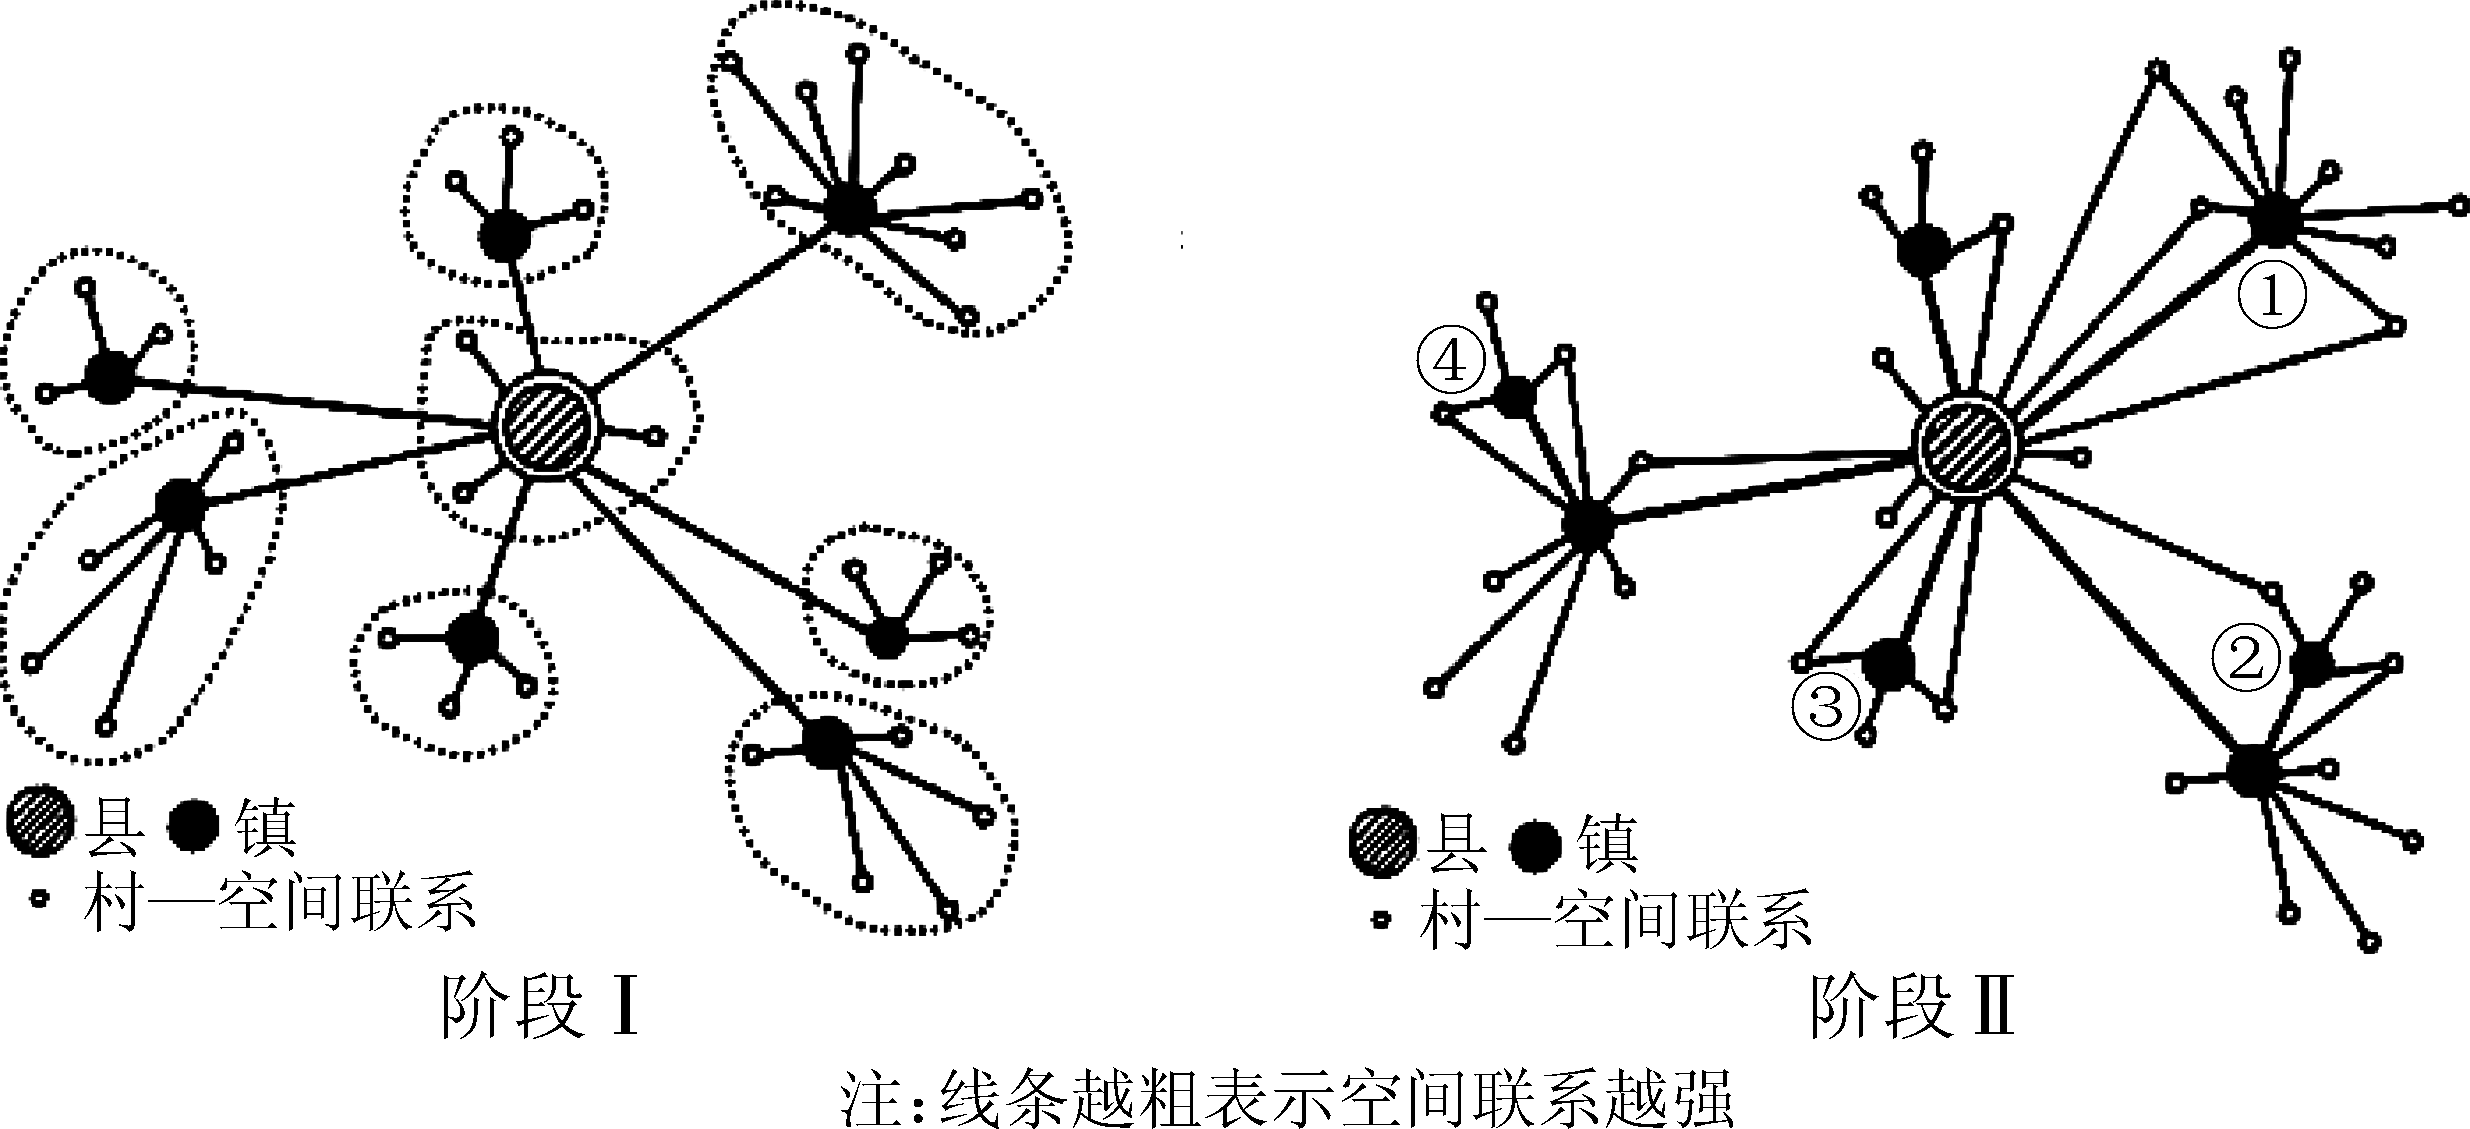 ①
④
②
③
县 镇
村—空间联系
县 镇
村—空间联系
阶段Ⅰ
阶段Ⅱ
注:线条越粗表示空间联系越强